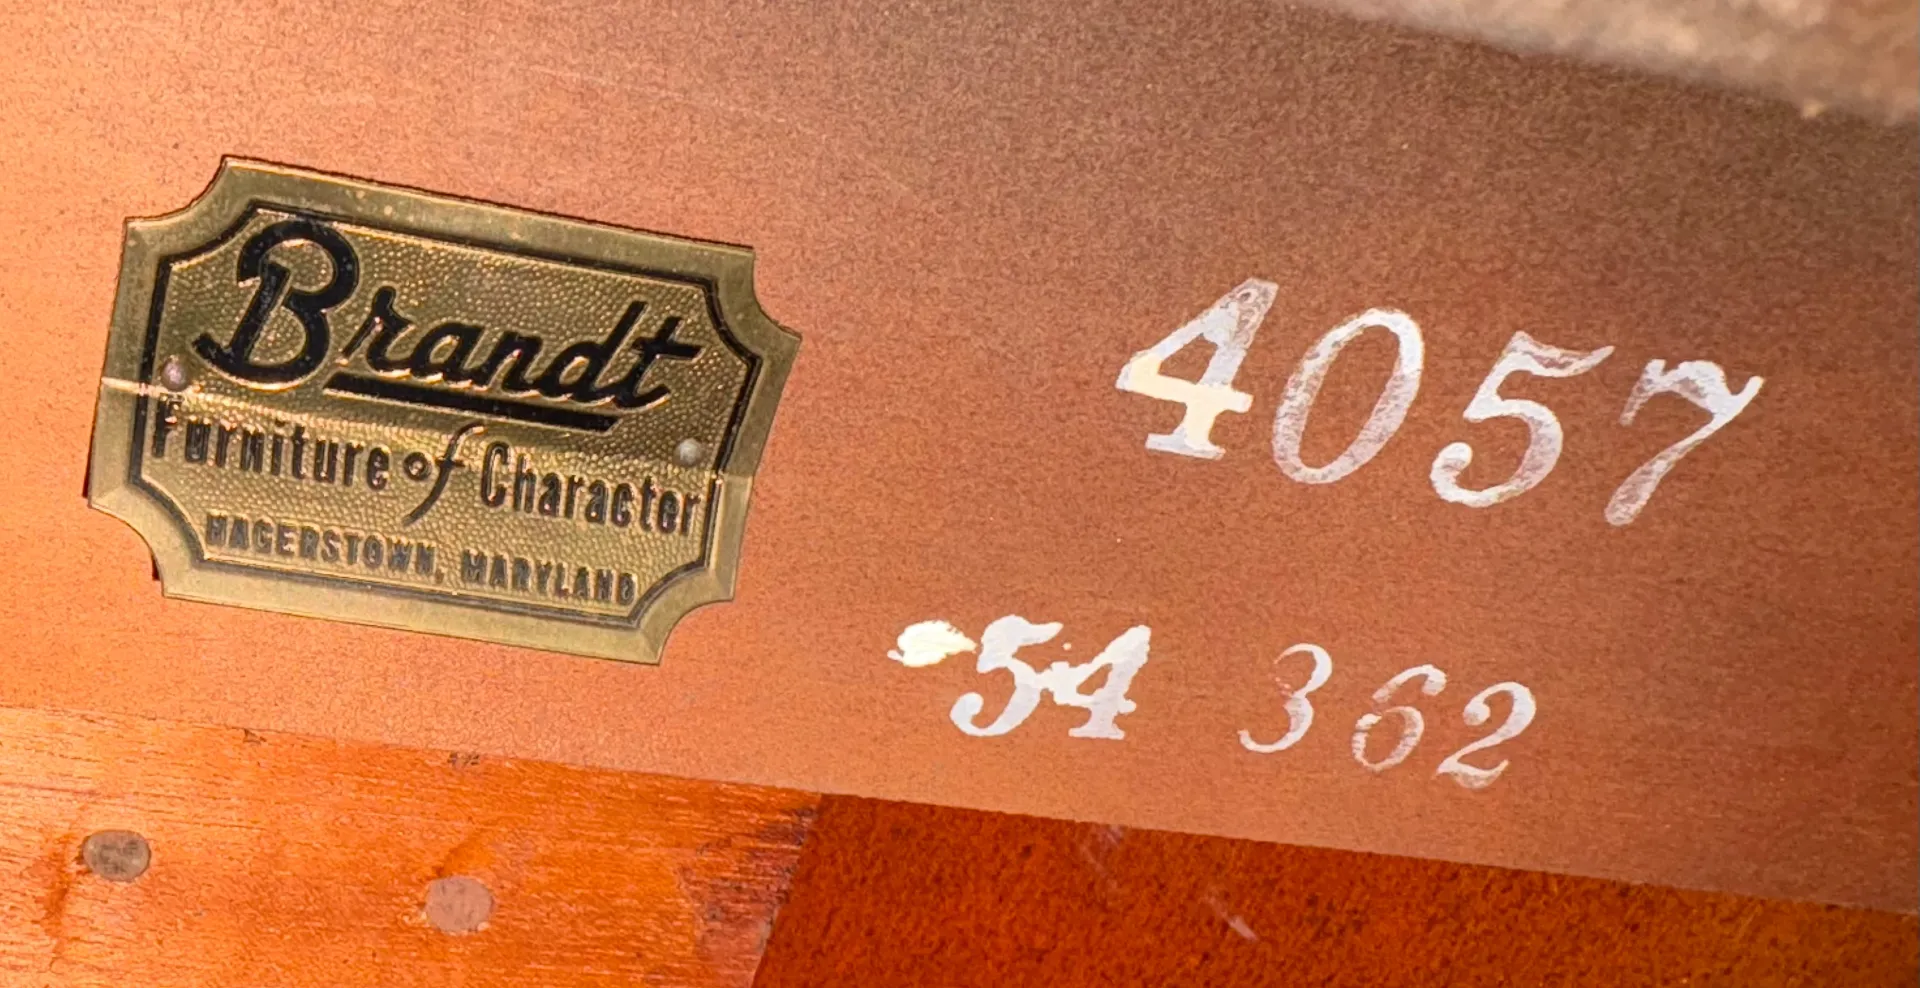 Brandt
Furniture of Character
HAGERSTOWN, MARYLAND
4057
54 362